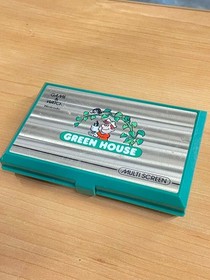 GAME &
WATCH
GREEN HOUSE
MULTI SCREEN